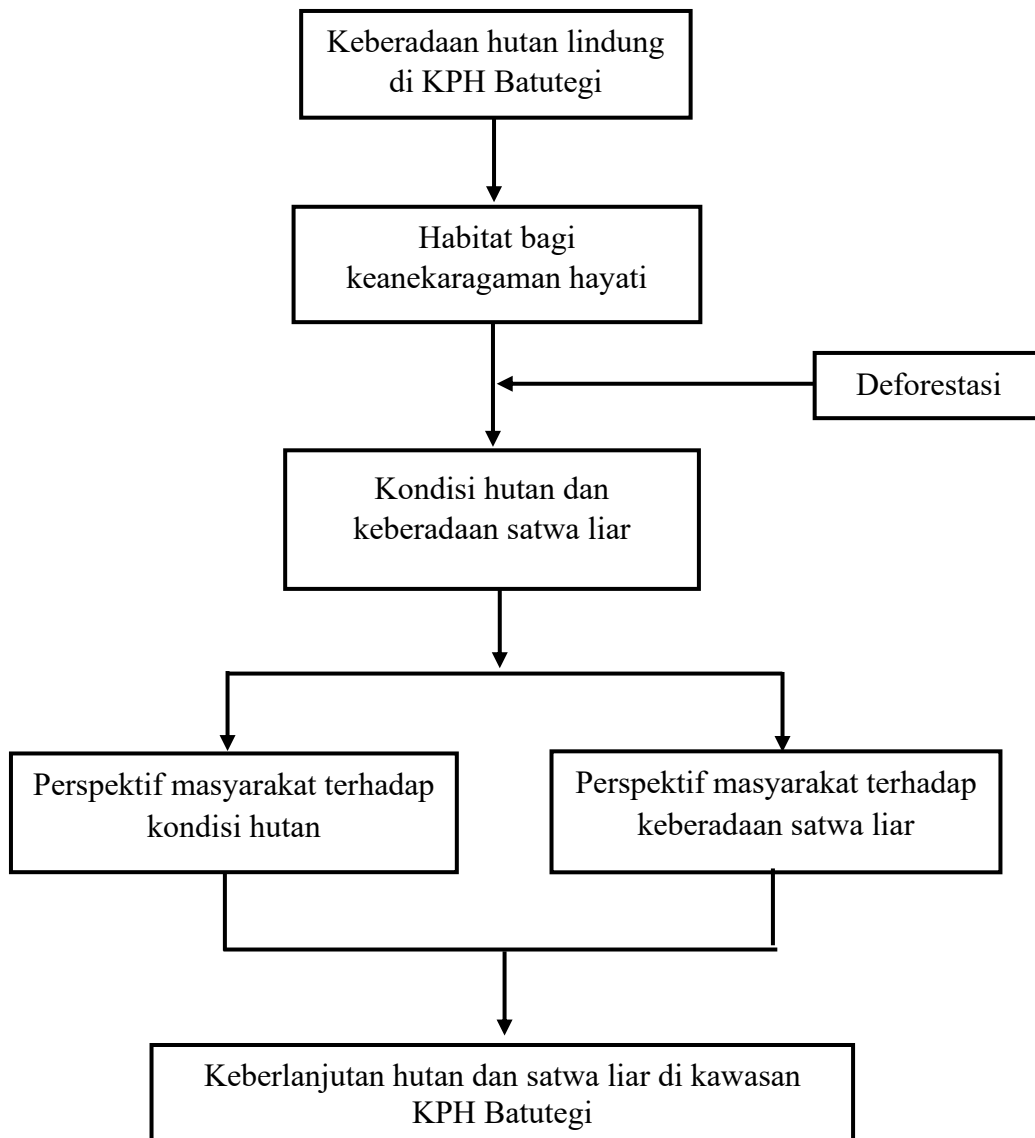 Keberadaan hutan lindung
di KPH Batutegi
Habitat bagi
keanekaragaman hayati
Deforestasi
Kondisi hutan dan
keberadaan satwa liar
Perspektif masyarakat terhadap
kondisi hutan
Perspektif masyarakat terhadap
keberadaan satwa liar
Keberlanjutan hutan dan satwa liar di kawasan
KPH Batutegi